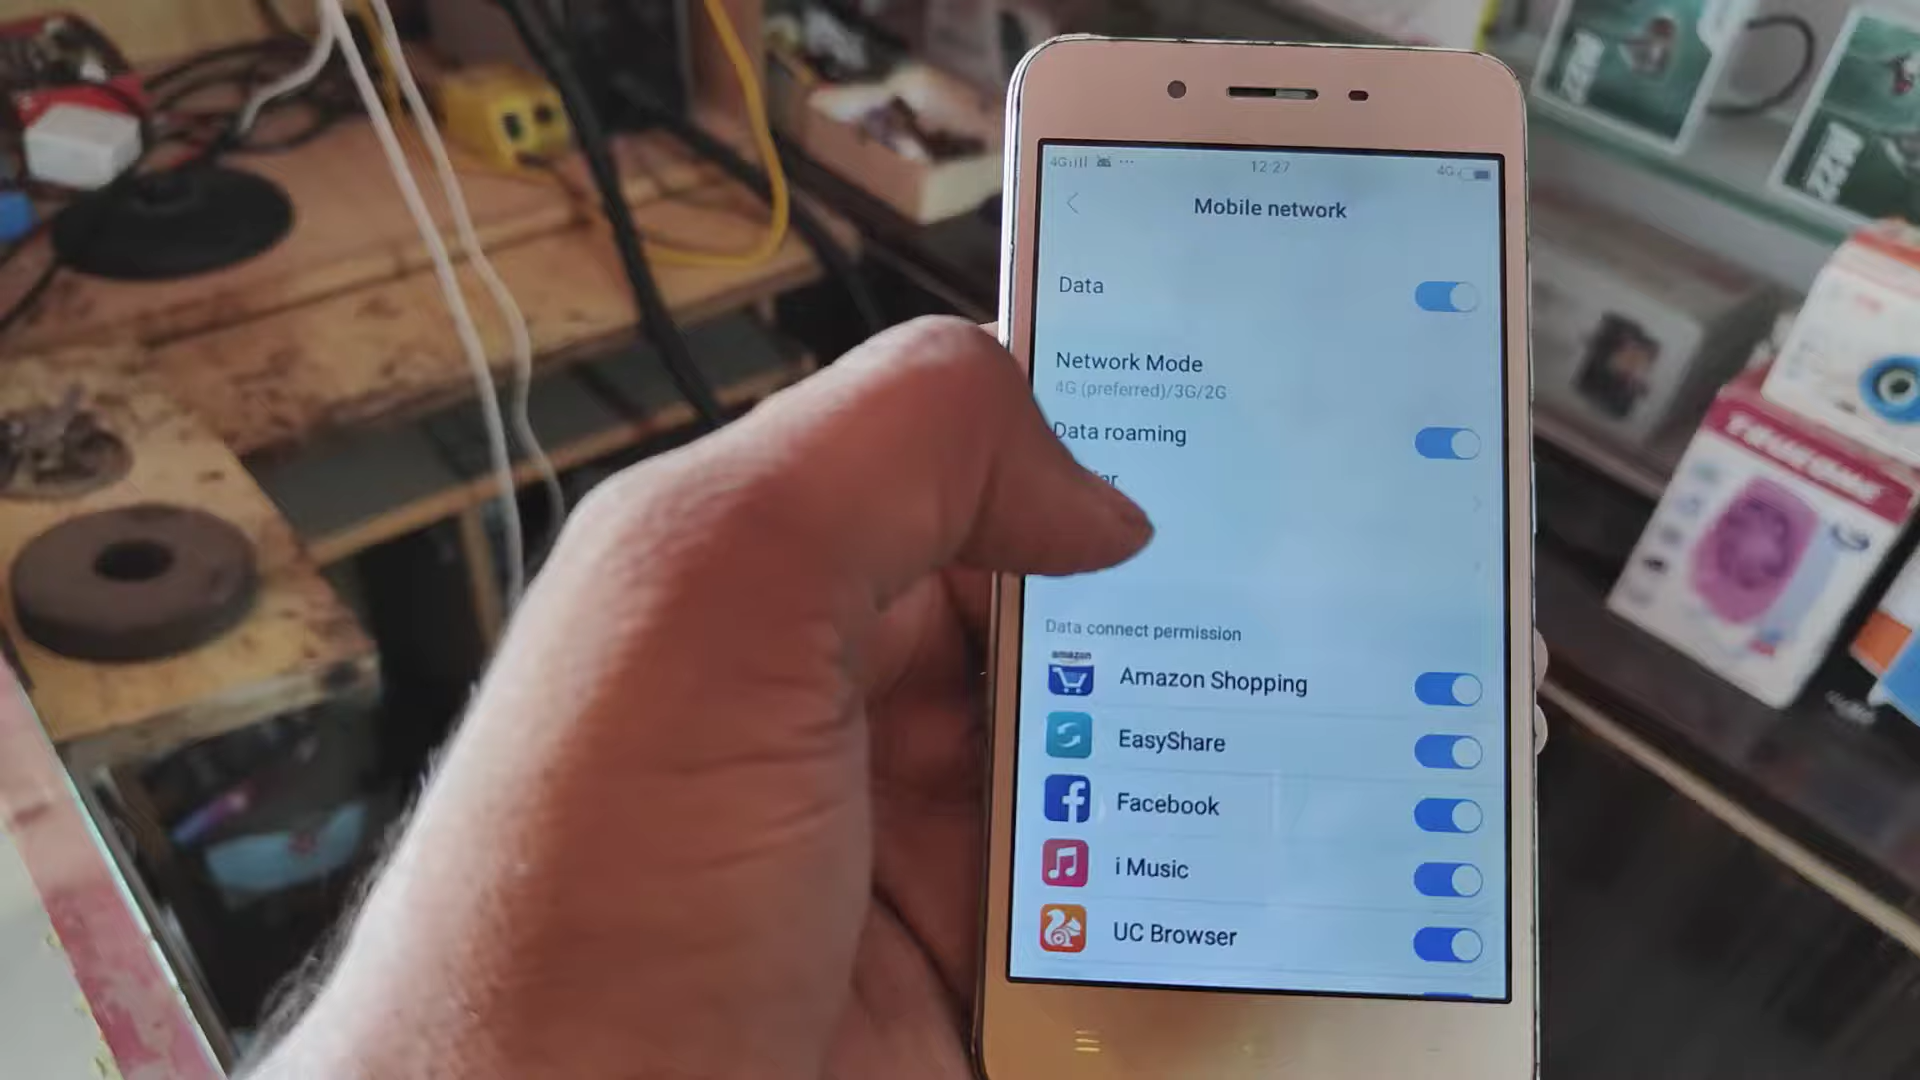 4G
12:27
4G
Mobile network
Data
Network Mode
4G (preferred)/3G/2G
Data roaming
Data connect permission
amazon
Amazon Shopping
EasyShare
Facebook
i Music
UC Browser